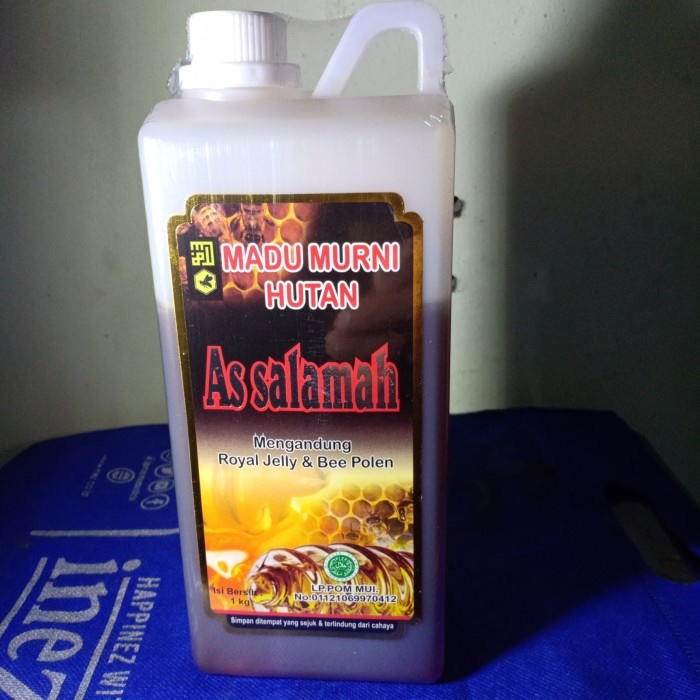 MADU MURNI
HUTAN
As salamah
Mengandung
Royal Jelly & Bee Polen
Isi Bersih
1 kg
LP.POM MUI.
No.01121069970412
Simpan ditempat yang sejuk & terlindung dari cahaya
inez
HAPPINEZ